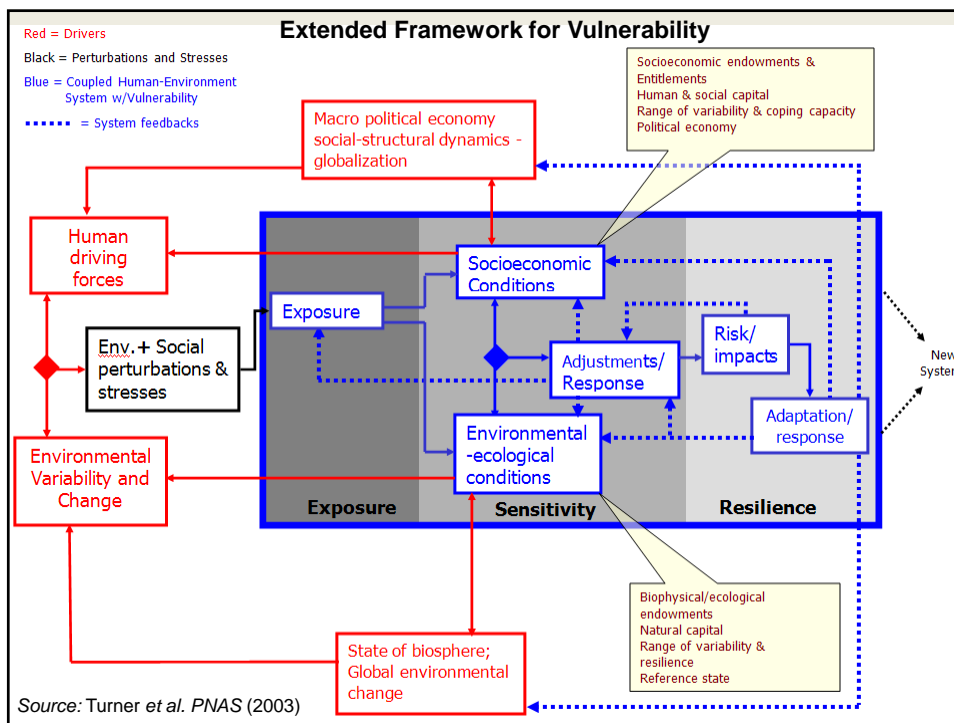 Extended Framework for Vulnerability
Red = Drivers
Black = Perturbations and Stresses
Blue = Coupled Human-Environment
System w/Vulnerability
= System feedbacks
Socioeconomic endowments &
Entitlements
Human & social capital
Range of variability & coping capacity
Political economy
Macro political economy
social-structural dynamics -
globalization
Human
driving
forces
Socioeconomic
Conditions
Exposure
Env.+ Social
perturbations &
stresses
Adjustments/
Response
Risk/
impacts
New
System
Adaptation/
response
Environmental
Variability and
Change
Environmental
-ecological
conditions
Exposure
Sensitivity
Resilience
Biophysical/ecological
endowments
Natural capital
Range of variability &
resilience
Reference state
State of biosphere;
Global environmental
change
Source: Turner et al. PNAS (2003)